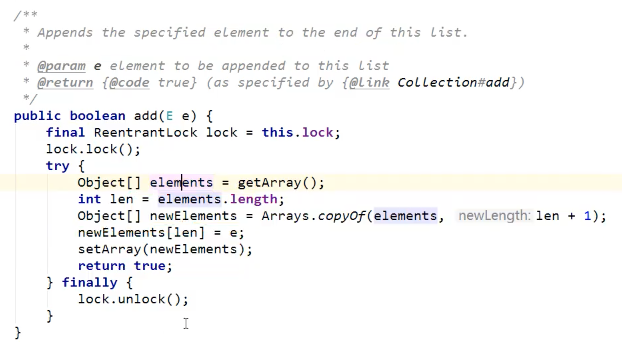 /**
 * Appends the specified element to the end of this list.
 *
 * @param e element to be appended to this list
 * @return {@code true} (as specified by {@link Collection#add})
 */
public boolean add(E e) {
    final ReentrantLock lock = this.lock;
    lock.lock();
    try {
        Object[] elements = getArray();
        int len = elements.length;
        Object[] newElements = Arrays.copyOf(elements, newLength: len + 1);
        newElements[len] = e;
        setArray(newElements);
        return true;
    } finally {
        lock.unlock();
    }
}